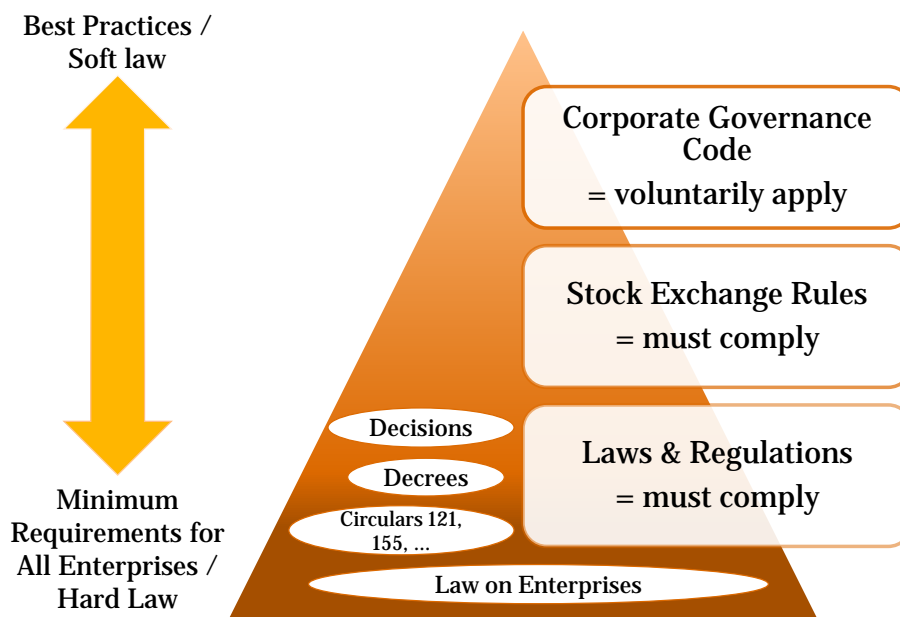 Best Practices /
Soft law
Corporate Governance
Code
= voluntarily apply
Stock Exchange Rules
= must comply
Laws & Regulations
= must comply
Decisions
Decrees
Circulars 121,
155, ...
Law on Enterprises
Minimum
Requirements for
All Enterprises /
Hard Law